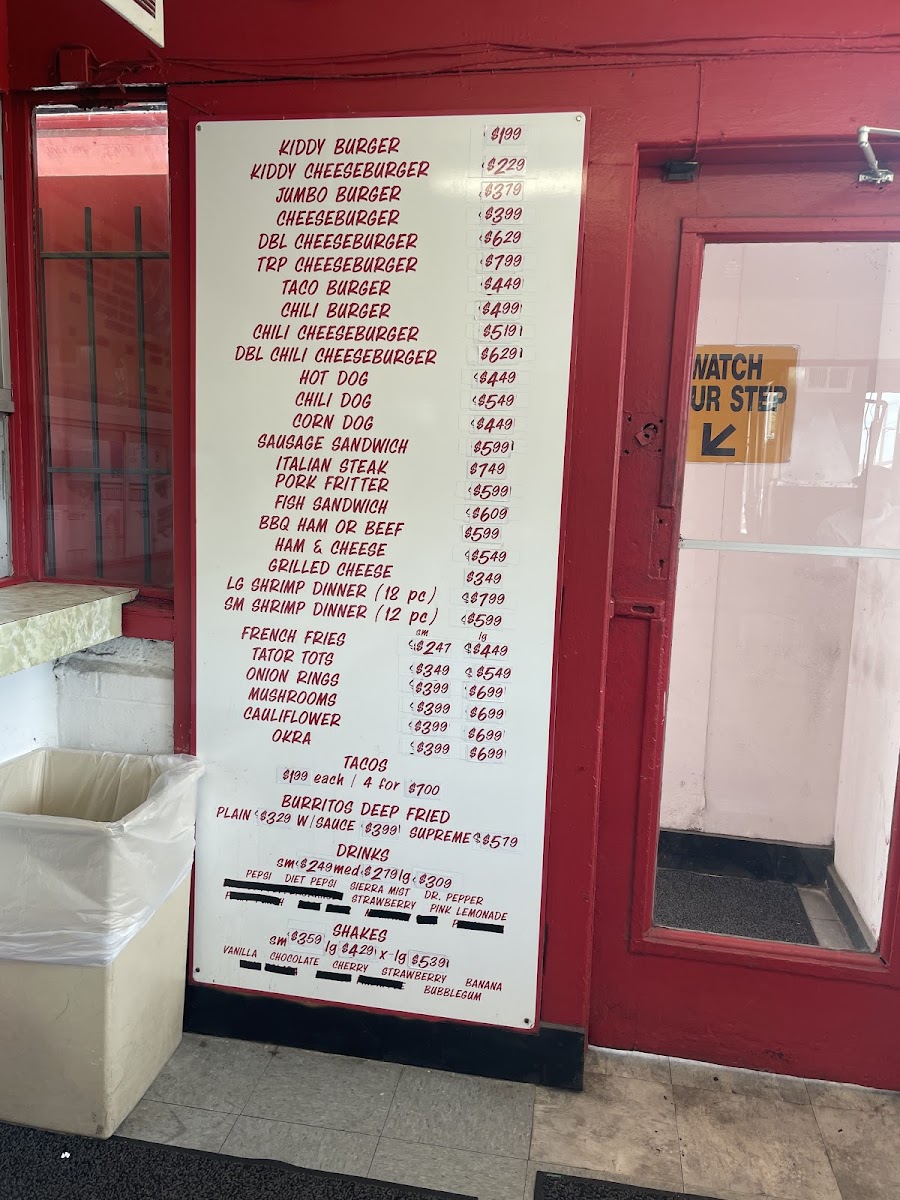 KIDDY BURGER $199
KIDDY CHEESEBURGER $229
JUMBO BURGER $379
CHEESEBURGER $399
DBL CHEESEBURGER $629
TRP CHEESEBURGER $799
TACO BURGER $449
CHILI BURGER $499
CHILI CHEESEBURGER $519
DBL CHILI CHEESEBURGER $629
HOT DOG $449
CHILI DOG $549
CORN DOG $449
SAUSAGE SANDWICH $599
ITALIAN STEAK $749
PORK FRITTER $599
FISH SANDWICH $609
BBQ HAM OR BEEF $599
HAM & CHEESE $549
GRILLED CHEESE $349
LG SHRIMP DINNER (18 pc) $799
SM SHRIMP DINNER (12 pc) $599
sm lg
FRENCH FRIES $247 $449
TATOR TOTS $349 $549
ONION RINGS $399 $699
MUSHROOMS $399 $699
CAULIFLOWER $399 $699
OKRA $399 $699
TACOS
$199 each / 4 for $700
BURRITOS DEEP FRIED
PLAIN $329 W/SAUCE $399 SUPREME $579
DRINKS
sm $249 med $279 lg $309
PEPSI DIET PEPSI SIERRA MIST DR. PEPPER
STRAWBERRY PINK LEMONADE
SHAKES
sm $359 lg $429 x-lg $539
VANILLA CHOCOLATE CHERRY STRAWBERRY BANANA
BUBBLEGUM
WATCH
UR STEP